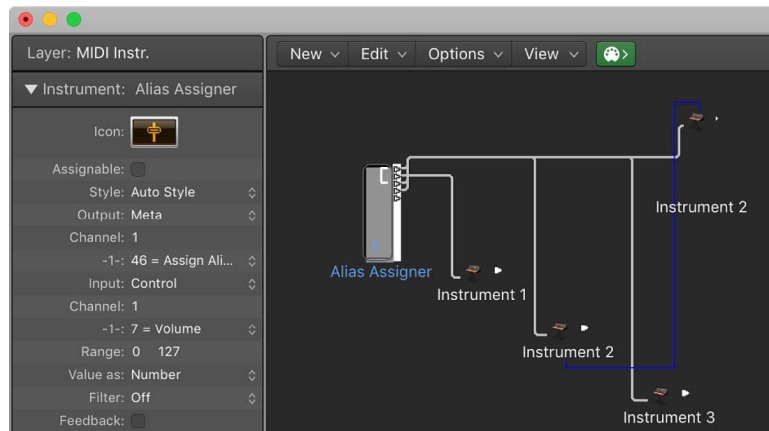 Layer: MIDI Instr.
New Edit Options View
Instrument: Alias Assigner
Icon:
Assignable:
Style: Auto Style
Output: Meta
Channel: 1
-1-: 46 = Assign Ali...
Input: Control
Channel: 1
-1-: 7 = Volume
Range: 0 127
Value as: Number
Filter: Off
Feedback:
Instrument 2
1
Alias Assigner
Instrument 1
Instrument 2
Instrument 3